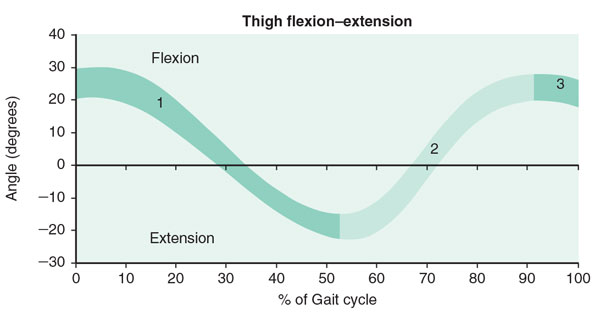 Thigh flexion–extension
40
30
20
10
0
−10
−20
−30
Angle (degrees)
Flexion
Extension
1
2
3
0 10 20 30 40 50 60 70 80 90 100
% of Gait cycle